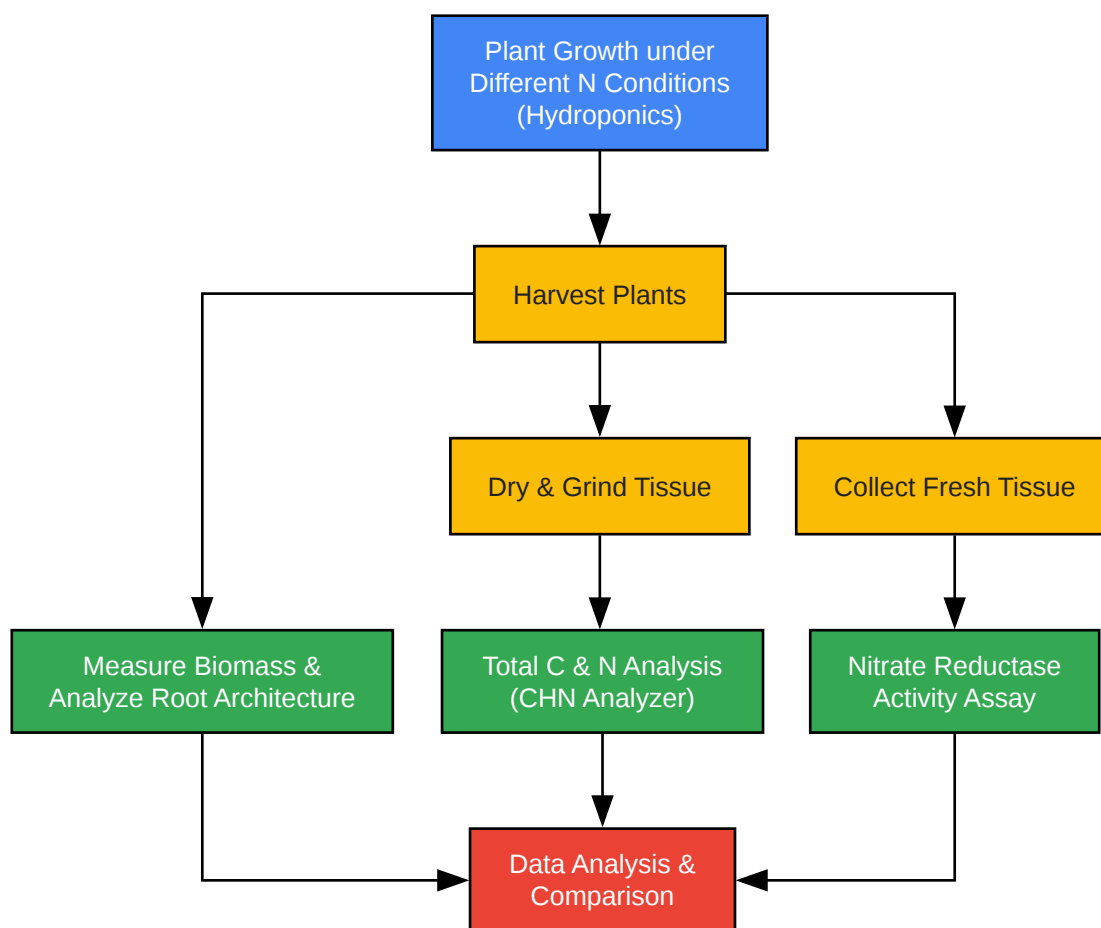 Plant Growth under
Different N Conditions
(Hydroponics)
Harvest Plants
Dry & Grind Tissue
Collect Fresh Tissue
Measure Biomass &
Analyze Root Architecture
Total C & N Analysis
(CHN Analyzer)
Nitrate Reductase
Activity Assay
Data Analysis &
Comparison